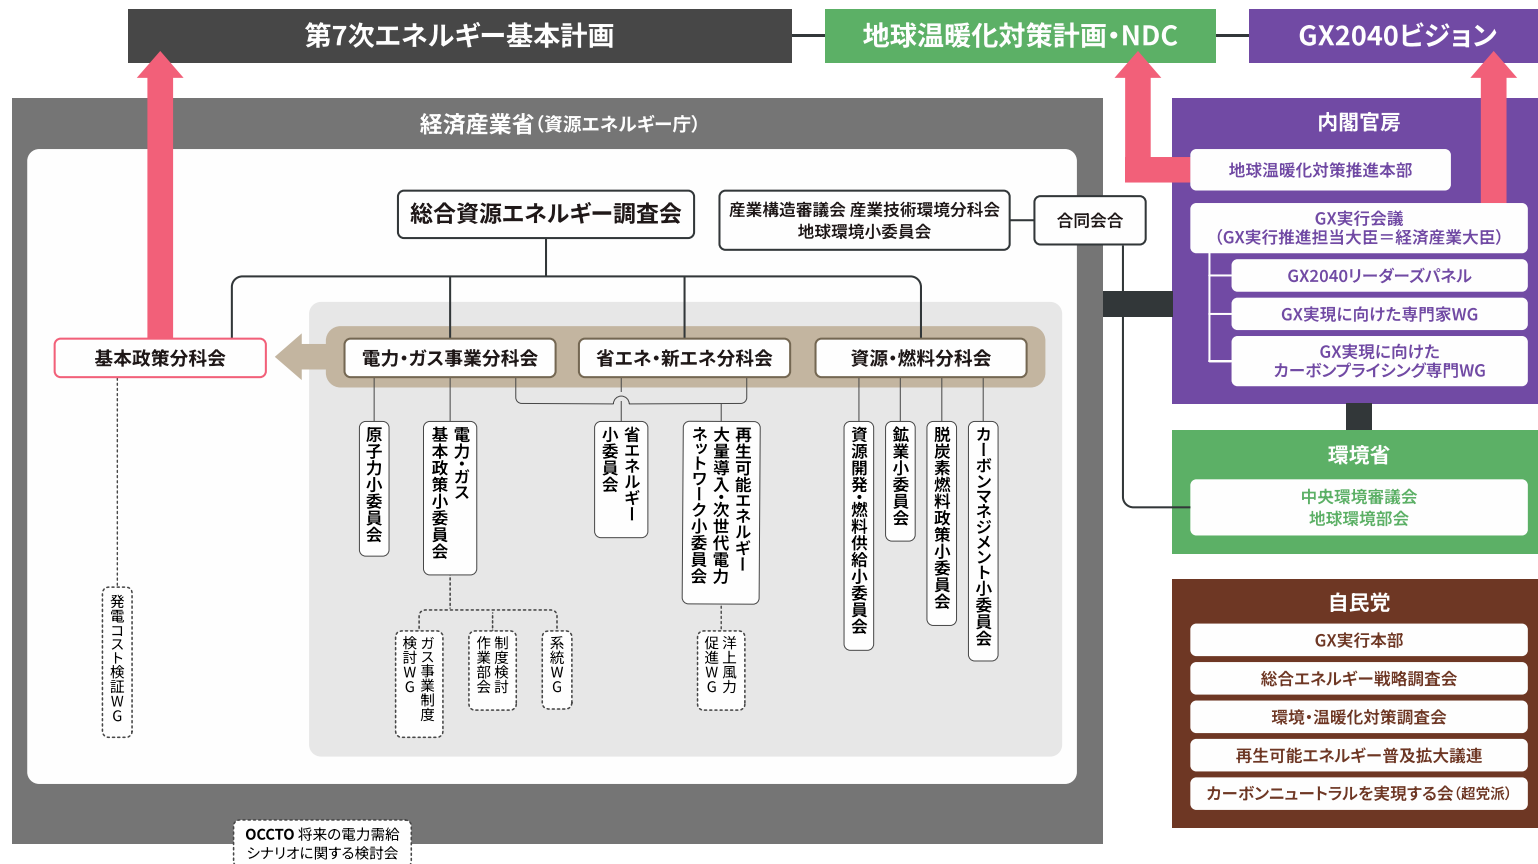 第7次エネルギー基本計画
地球温暖化対策計画・NDC
GX2040ビジョン
経済産業省（資源エネルギー庁）
総合資源エネルギー調査会
産業構造審議会 産業技術環境分科会
地球環境小委員会
合同会合
基本政策分科会
電力・ガス事業分科会
省エネ・新エネ分科会
資源・燃料分科会
原子力小委員会
電力・ガス
基本政策小委員会
省エネルギー
小委員会
再生可能エネルギー
大量導入・次世代電力
ネットワーク小委員会
資源開発・燃料供給小委員会
鉱業小委員会
脱炭素燃料政策小委員会
カーボンマネジメント小委員会
発電コスト検証WG
ガス事業制度
検討WG
制度検討
作業部会
系統WG
洋上風力
促進WG
OCCTO 将来の電力需給
シナリオに関する検討会
内閣官房
地球温暖化対策推進本部
GX実行会議
（GX実行推進担当大臣＝経済産業大臣）
GX2040リーダーズパネル
GX実現に向けた専門家WG
GX実現に向けた
カーボンプライシング専門WG
環境省
中央環境審議会
地球環境部会
自民党
GX実行本部
総合エネルギー戦略調査会
環境・温暖化対策調査会
再生可能エネルギー普及拡大議連
カーボンニュートラルを実現する会（超党派）